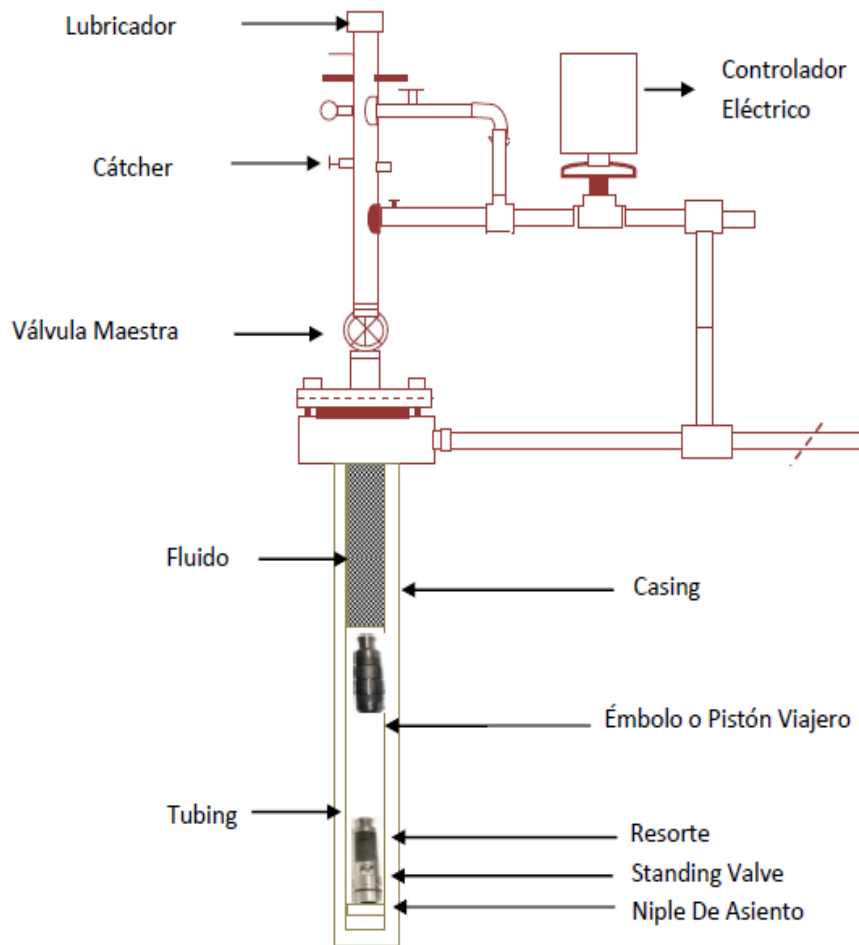 Lubricador
Controlador
Eléctrico
Cátcher
Válvula Maestra
Fluido
Casing
Émbolo o Pistón Viajero
Tubing
Resorte
Standing Valve
Niple De Asiento